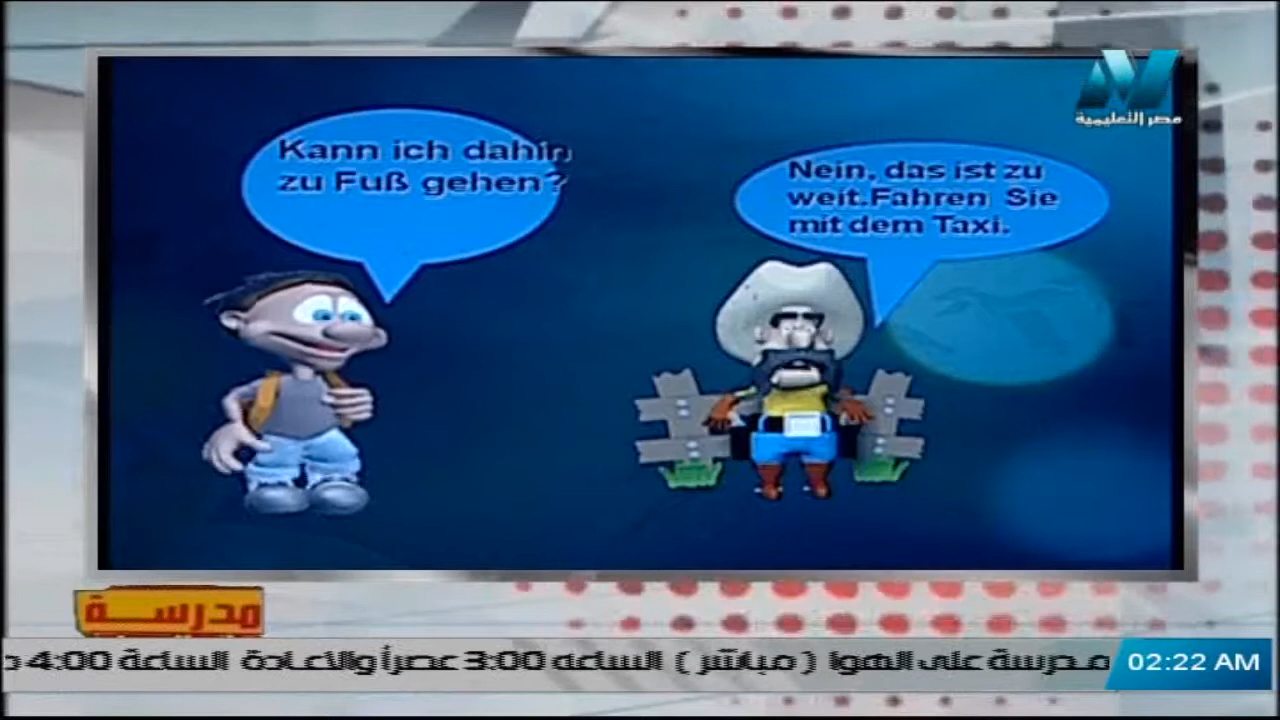 مصر التعليمية
Kann ich dahin
zu Fuß gehen?
Nein, das ist zu
weit.Fahren Sie
mit dem Taxi.
مدرسة
مدرسة على الهوا ( مباشر ) الساعه 3:00 عصراً والاعادة الساعة 4:00
02:22 AM